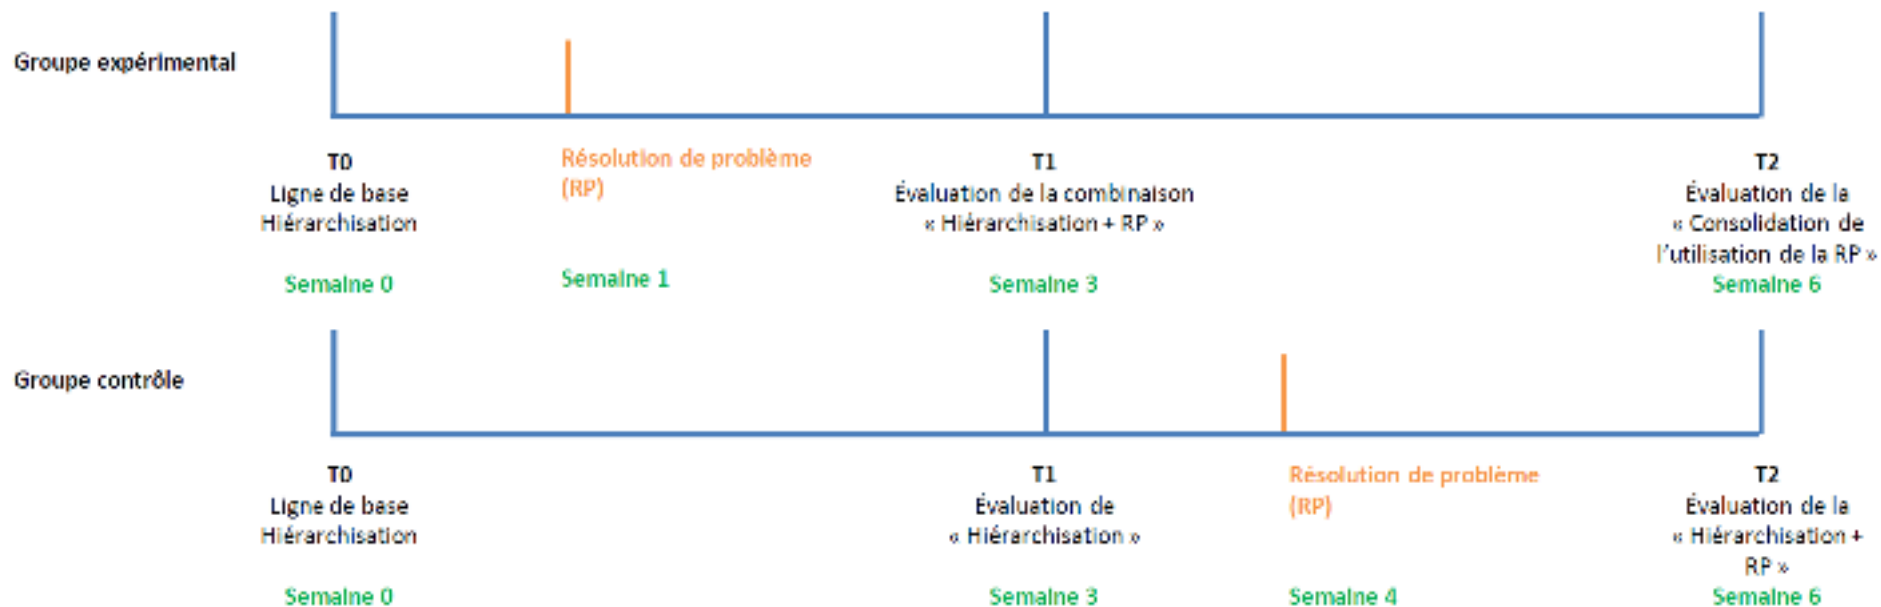 Groupe expérimental
T0
Ligne de base
Hiérarchisation
Semaine 0
Résolution de problème
(RP)
Semaine 1
T1
Évaluation de la combinaison
« Hiérarchisation + RP »
Semaine 3
T2
Évaluation de la
« Consolidation de
l'utilisation de la RP »
Semaine 6
Groupe contrôle
T0
Ligne de base
Hiérarchisation
Semaine 0
T1
Évaluation de
« Hiérarchisation »
Semaine 3
Résolution de problème
(RP)
Semaine 4
T2
Évaluation de la
« Hiérarchisation +
RP »
Semaine 6